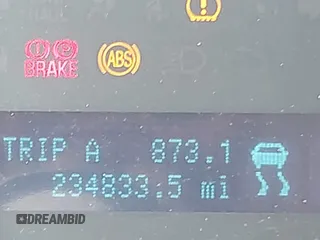 !
BRAKE
ABS
TRIP A 873.1
234833.5 mi
DREAMBID